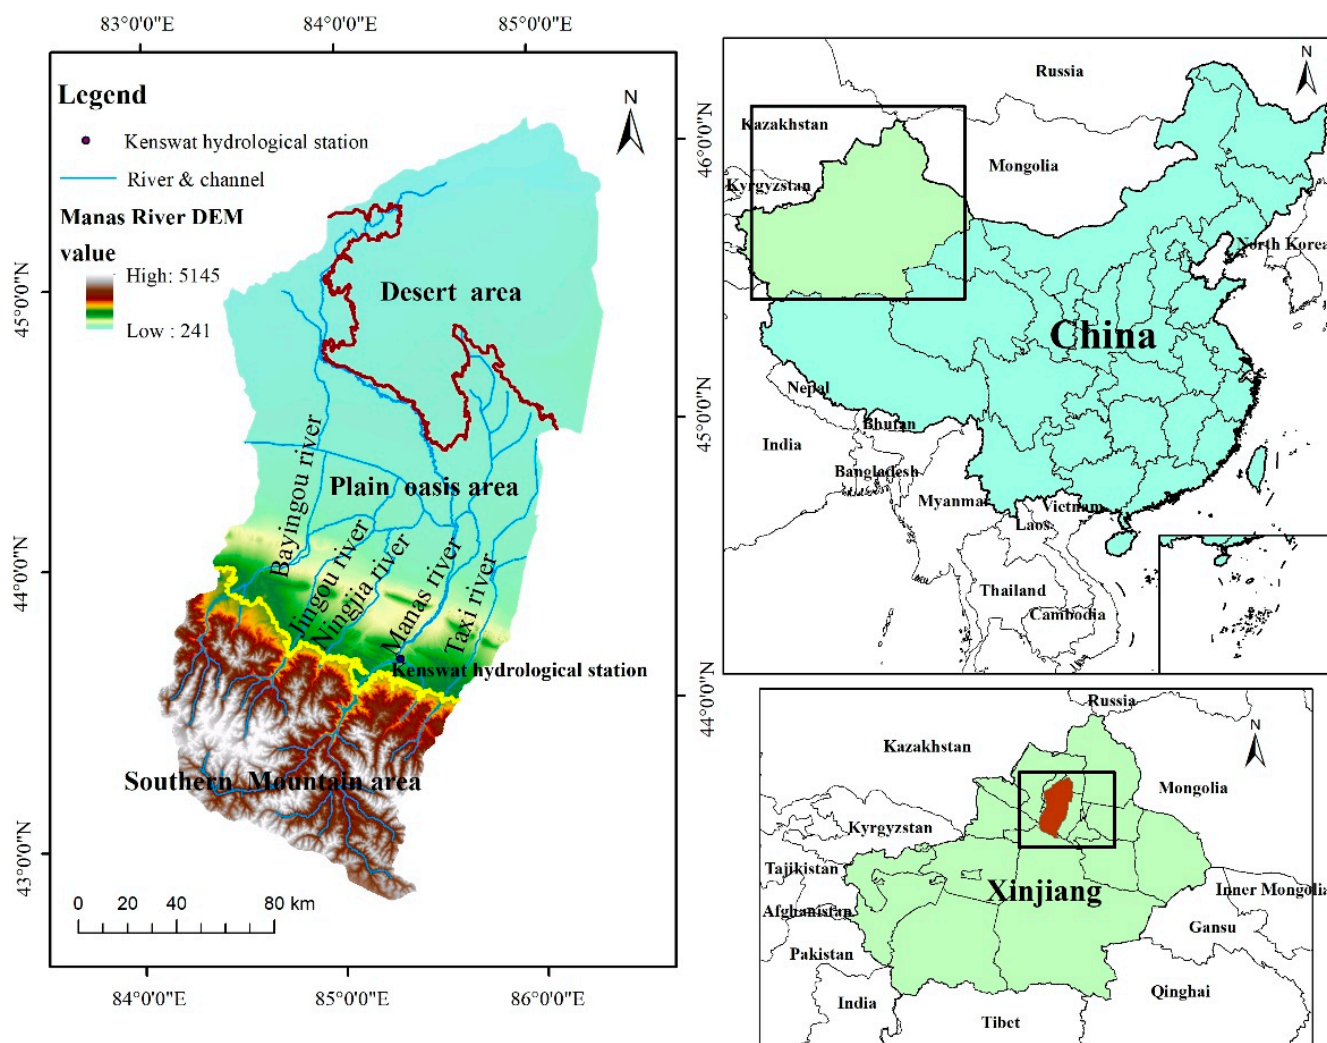 83°0'0"E
84°0'0"E
85°0'0"E
Legend
Kenswat hydrological station
River & channel
Manas River DEM
value
High: 5145
Low : 241
N
46°0'0"N
45°0'0"N
44°0'0"N
45°0'0"N
44°0'0"N
43°0'0"N
Desert area
Plain oasis area
Bayingou river
Jingou river
Ningjia river
Manas river
Taxi river
Kenswat hydrological station
Southern Mountain area
0 20 40 80 km
84°0'0"E
85°0'0"E
86°0'0"E
N
Russia
Kazakhstan
Mongolia
Kyrgyzstan
North Korea
China
Nepal
Bhutan
India
Bangladesh
Myanmar
Vietnam
Laos
Thailand
Cambodia
Russia
N
Kazakhstan
Mongolia
Kyrgyzstan
Tajikistan
Xinjiang
Inner Mongolia
Afghanistan
Gansu
Pakistan
Qinghai
India
Tibet